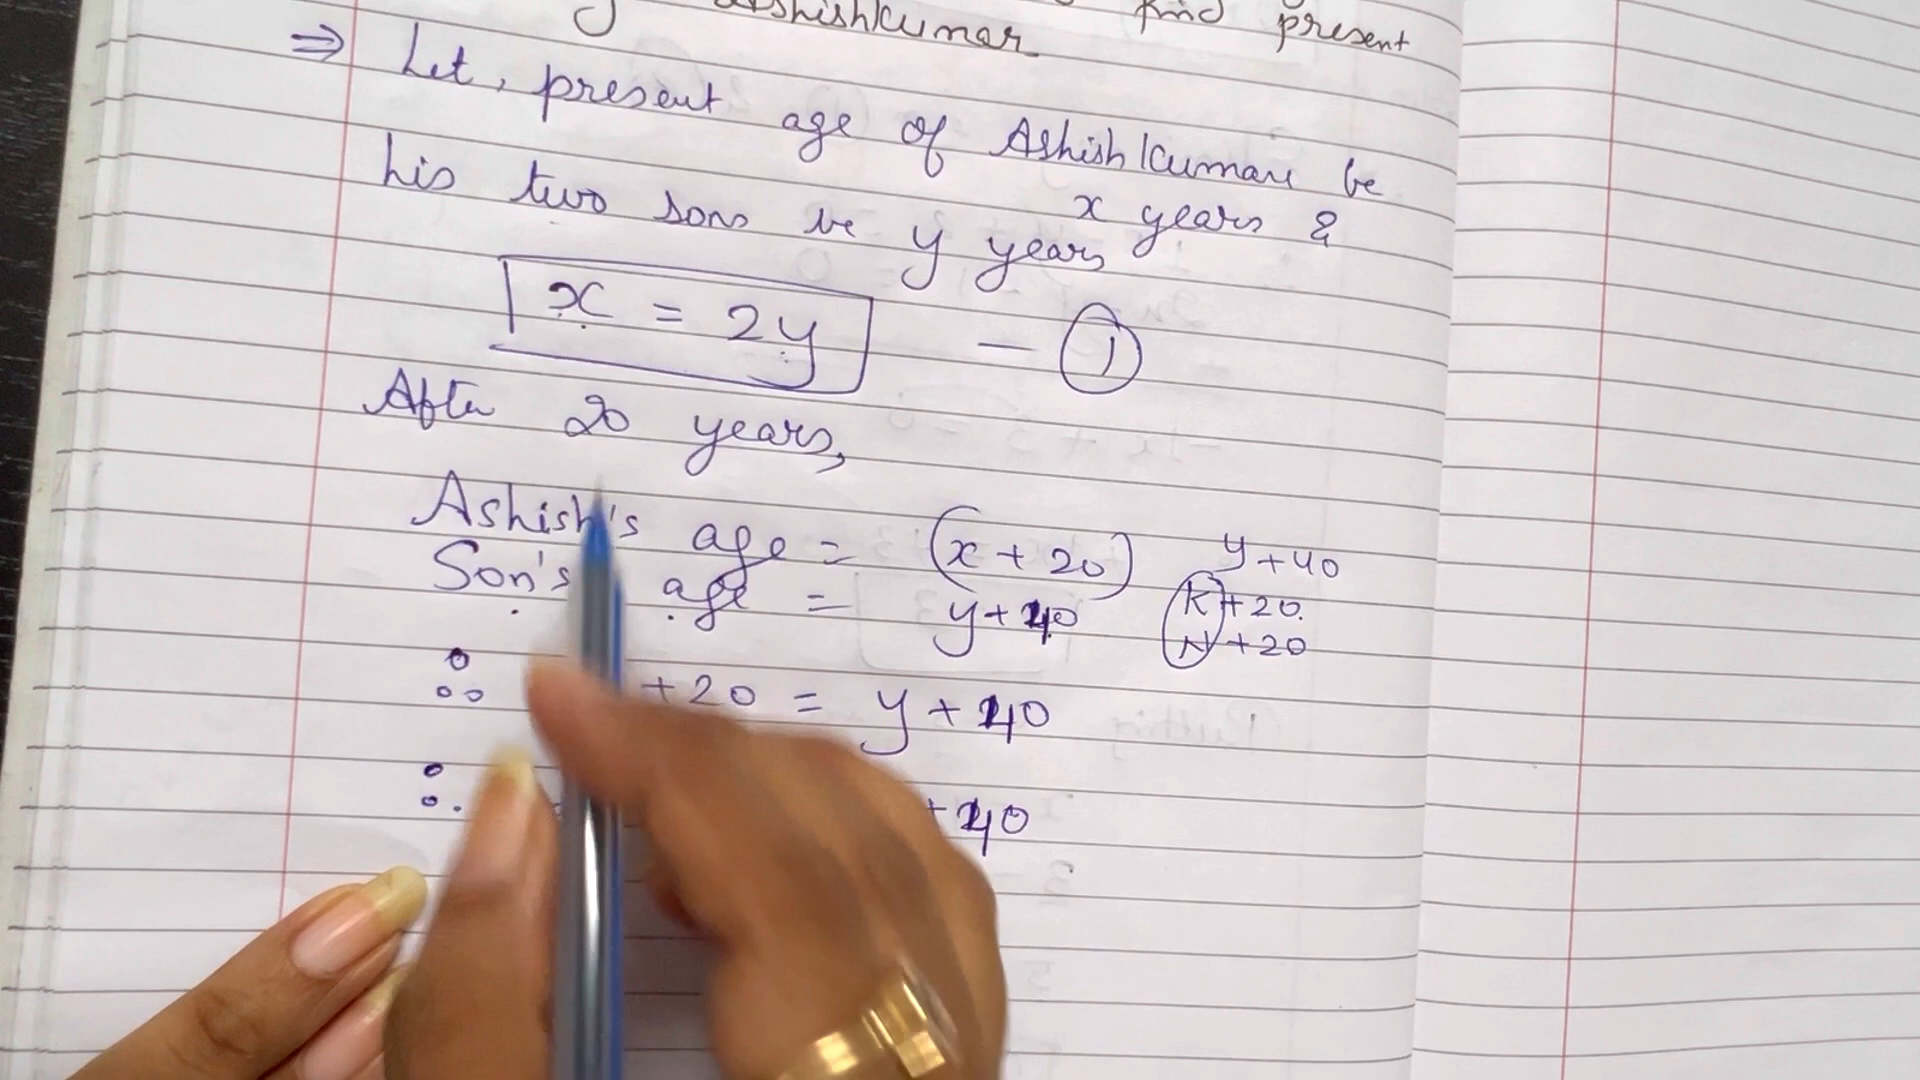 Ashishkumar find present
⇒ Let, present age of Ashishkumar be
x years &
his two sons be y years
x = 2y — ①
After 20 years,
Ashish's age = (x + 20) y + 40
Son's age = y + 40 K + 20.
N + 20
∴ + 20 = y + 40
∴ + 40